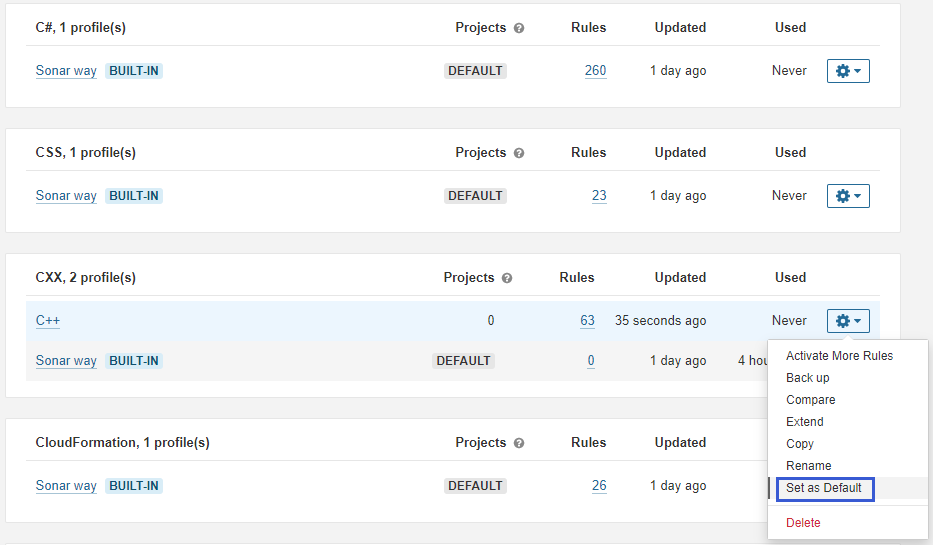 C#, 1 profile(s) Projects ? Rules Updated Used
Sonar way BUILT-IN DEFAULT 260 1 day ago Never
CSS, 1 profile(s) Projects ? Rules Updated Used
Sonar way BUILT-IN DEFAULT 23 1 day ago Never
CXX, 2 profile(s) Projects ? Rules Updated Used
C++ 0 63 35 seconds ago Never
Sonar way BUILT-IN DEFAULT 0 1 day ago 4 hou
Activate More Rules
Back up
Compare
Extend
Copy
Rename
Set as Default
Delete
CloudFormation, 1 profile(s) Projects ? Rules Updated
Sonar way BUILT-IN DEFAULT 26 1 day ago